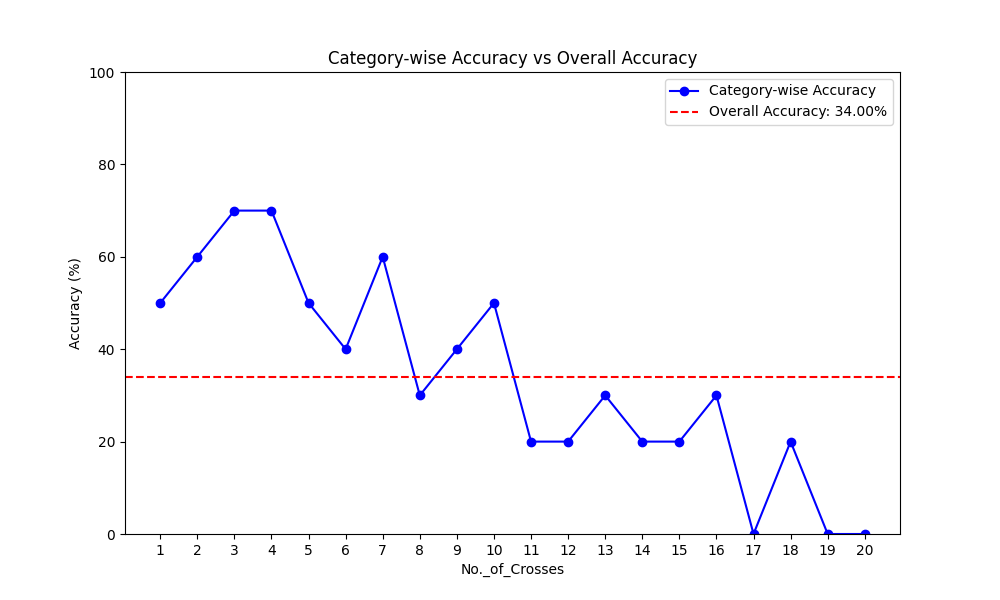 Category-wise Accuracy vs Overall Accuracy
100
80
60
40
20
0
Accuracy (%)
Category-wise Accuracy
Overall Accuracy: 34.00%
1 2 3 4 5 6 7 8 9 10 11 12 13 14 15 16 17 18 19 20
No._of_Crosses